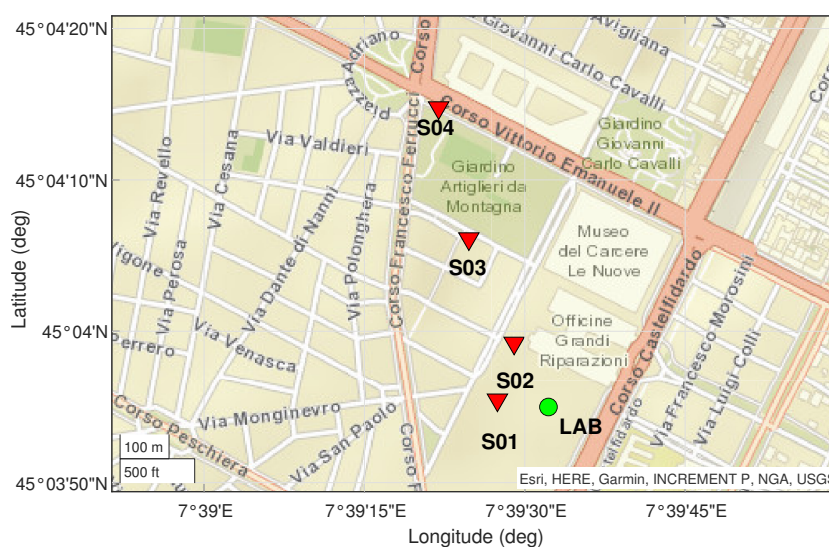 45°04'20"N
45°04'10"N
45°04'N
45°03'50"N
Latitude (deg)
7°39'E
7°39'15"E
7°39'30"E
7°39'45"E
Longitude (deg)
Piazza Adriano
Corso
Avigliana
Giovanni Carlo Cavalli
Corso Vittorio Emanuele II
S04
Giardino
Giovanni
Carlo Cavalli
Via Valdieri
Via Revello
Via Cesana
Via Perosa
Via Dante di Nanni
Via Polonghera
Corso Francesco Ferrucci
Giardino
Artiglieri da
Montagna
S03
Museo
del Carcere
Le Nuove
Officine
Grandi
Riparazioni
Corso Castelfidardo
Via Francesco Morosini
Via Luigi Colli
Castelfidardo
Vigone
Via Venasca
Ferrero
Via Monginevro
Via San Paolo
Corso Peschiera
Corso F
S02
S01
LAB
100 m
500 ft
Esri, HERE, Garmin, INCREMENT P, NGA, USGS